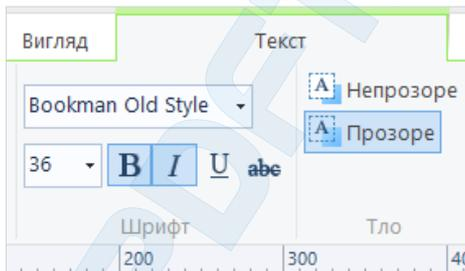 Вигляд Текст
Bookman Old Style
A Непрозоре
A Прозоре
36 B I U abc
Шрифт Тло
200 300